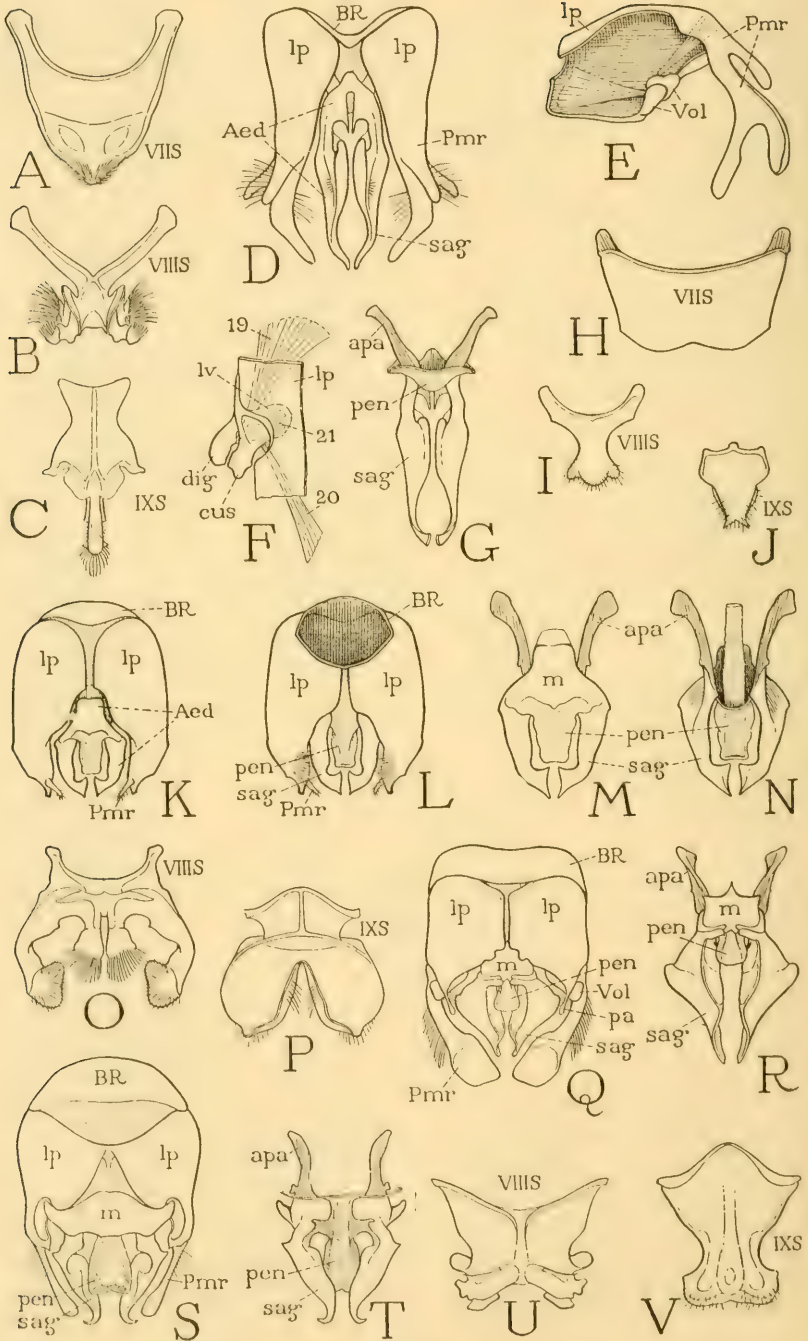 VIIS
A
BR
lp lp
Aed
Pmr
sag
D
lp
Pmr
Vol
E
VIIIS
B
VIIS
H
IXS
C
19
lv
lp
21
dig
cus
20
F
apa
pen
sag
G
VIIIS
I
IXS
J
BR
lp lp
Aed
Pmr
K
BR
lp lp
pen
sag
Pmr
L
apa
m
pen
sag
M N
VIIIS
O
IXS
P
BR
lp lp
m
pen
Vol
pa
sag
Pmr
Q
apa
m
pen
sag
R
BR
lp lp
m
Pmr
pen
sag
S
apa
pen
sag
T
VIIIS
U
IXS
V